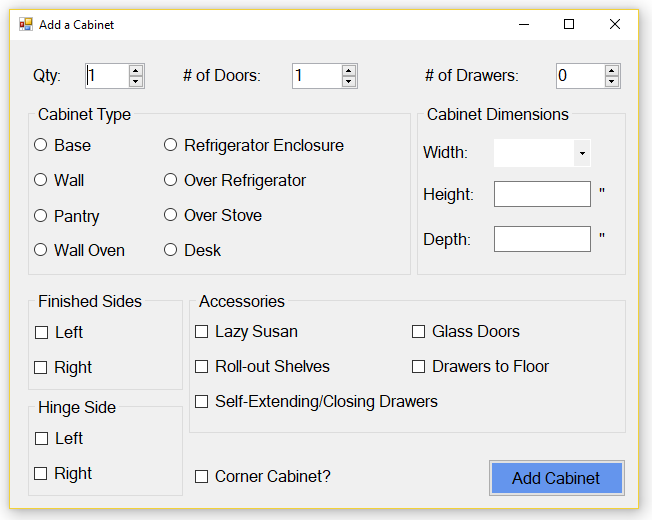 Add a Cabinet
Qty: 1 # of Doors: 1 # of Drawers: 0
Cabinet Type
Base Refrigerator Enclosure
Wall Over Refrigerator
Pantry Over Stove
Wall Oven Desk
Cabinet Dimensions
Width:
Height: "
Depth: "
Finished Sides
Left
Right
Hinge Side
Left
Right
Accessories
Lazy Susan Glass Doors
Roll-out Shelves Drawers to Floor
Self-Extending/Closing Drawers
Corner Cabinet?
Add Cabinet